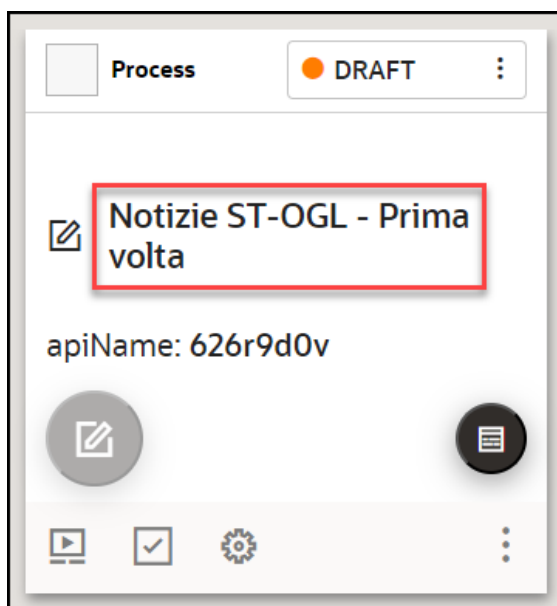 Process
DRAFT
Notizie ST-OGL - Prima
volta
apiName: 626r9d0v